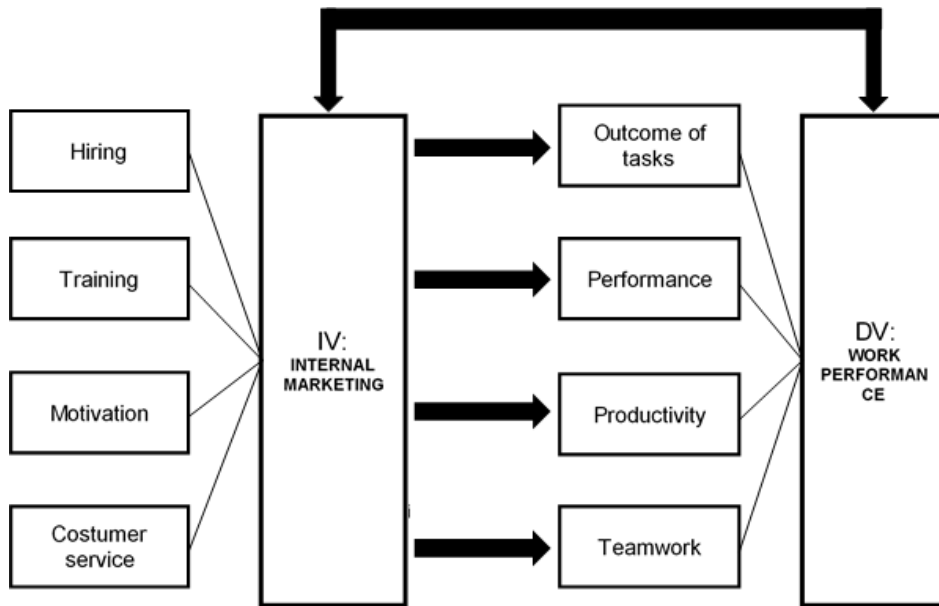 Hiring
Training
Motivation
Costumer
service
IV:
INTERNAL
MARKETING
i
Outcome of
tasks
Performance
Productivity
Teamwork
DV:
WORK
PERFORMAN
CE